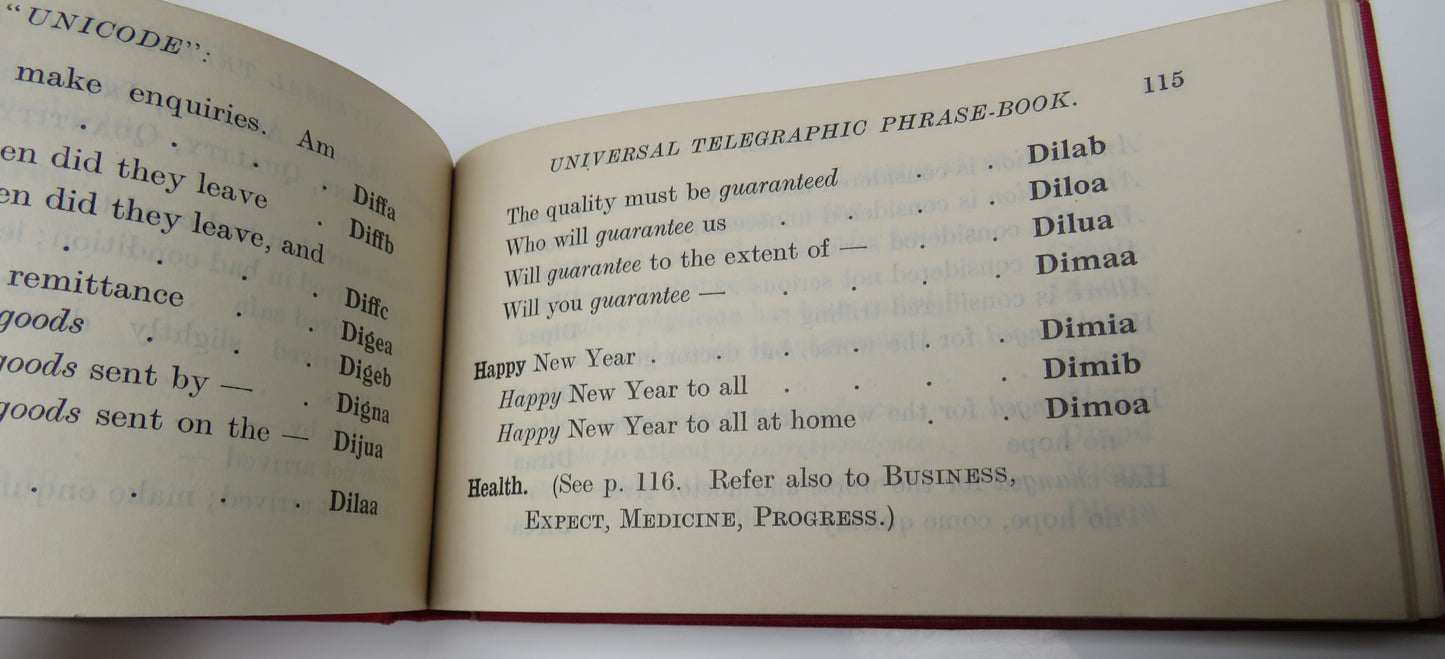 "UNICODE":
make enquiries. Am
. . . Diffa
en did they leave . Diffb
en did they leave, and
. . . . Diffc
remittance . . Digea
goods . . . Digeb
goods sent by — . Digna
goods sent on the — Dijua
. . . . Dilaa
UNIVERSAL TELEGRAPHIC PHRASE-BOOK. 115
The quality must be guaranteed . . Dilab
Who will guarantee us . . . . Diloa
Will guarantee to the extent of — . . Dilua
Will you guarantee — . . . . Dimaa
Happy New Year . . . . . . Dimia
Happy New Year to all . . . . Dimib
Happy New Year to all at home . . Dimoa
Health. (See p. 116. Refer also to BUSINESS,
EXPECT, MEDICINE, PROGRESS.)